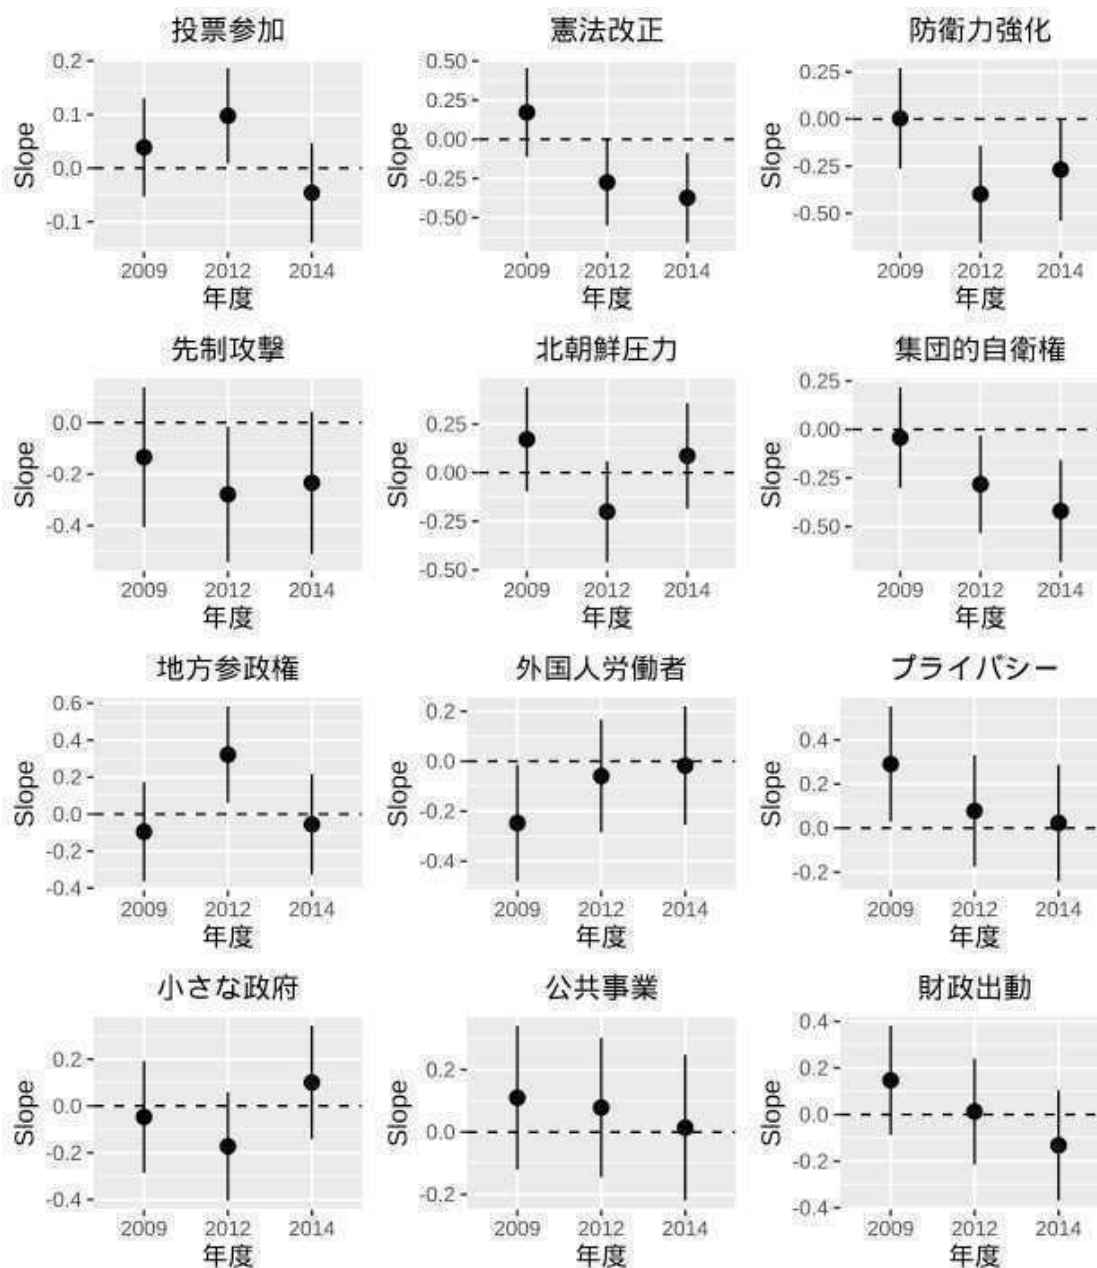 投票参加
0.2
0.1
0.0
-0.1
Slope
2009 2012 2014
年度
憲法改正
0.50
0.25
0.00
-0.25
-0.50
Slope
2009 2012 2014
年度
防衛力強化
0.25
0.00
-0.25
-0.50
Slope
2009 2012 2014
年度
先制攻撃
0.0
-0.2
-0.4
Slope
2009 2012 2014
年度
北朝鮮圧力
0.25
0.00
-0.25
-0.50
Slope
2009 2012 2014
年度
集団的自衛権
0.25
0.00
-0.25
-0.50
Slope
2009 2012 2014
年度
地方参政権
0.6
0.4
0.2
0.0
-0.2
-0.4
Slope
2009 2012 2014
年度
外国人労働者
0.2
0.0
-0.2
-0.4
Slope
2009 2012 2014
年度
プライバシー
0.4
0.2
0.0
-0.2
Slope
2009 2012 2014
年度
小さな政府
0.2
0.0
-0.2
-0.4
Slope
2009 2012 2014
年度
公共事業
0.2
0.0
-0.2
Slope
2009 2012 2014
年度
財政出動
0.4
0.2
0.0
-0.2
-0.4
Slope
2009 2012 2014
年度